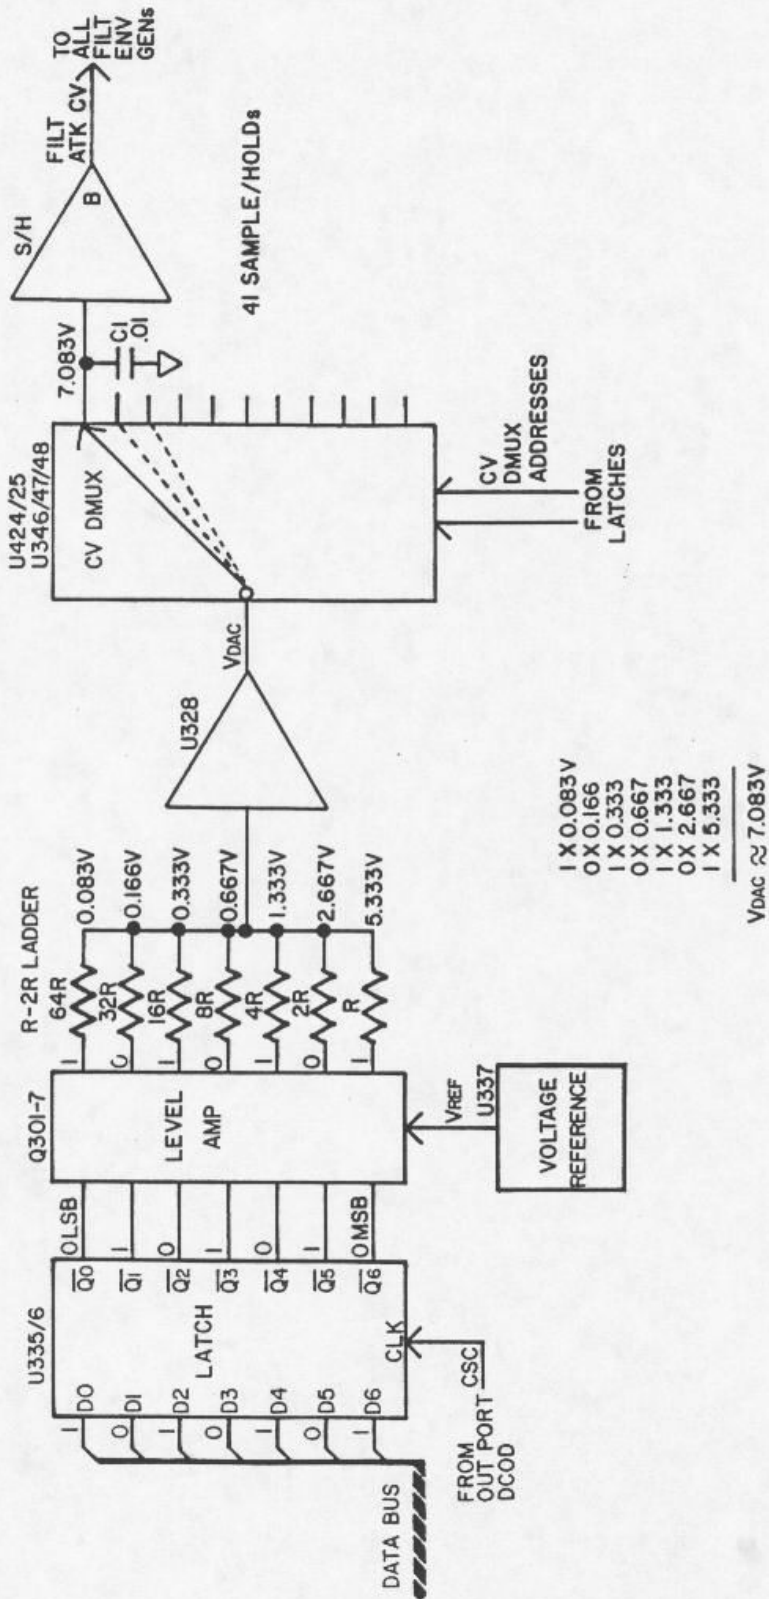 U335/6
LATCH
CLK
1 D0
0 D1
1 D2
0 D3
1 D4
0 D5
1 D6
DATA BUS
FROM
OUT PORT CSC
DCOD
Q0
Q1
Q2
Q3
Q4
Q5
Q6
0 LSB
1
0
1
0
1
0 MSB
Q301-7
LEVEL
AMP
VREF
U337
VOLTAGE
REFERENCE
R-2R LADDER
1 64R 0.083V
0 32R 0.166V
1 16R 0.333V
0 8R 0.667V
1 4R 1.333V
0 2R 2.667V
1 R 5.333V
U328
VDAC
U424/25
U346/47/48
CV DMUX
CV DMUX
ADDRESSES
FROM
LATCHES
7.083V
C1
.01
S/H
B
FILT
ATK CV
TO
ALL
FILT
ENV
GENs
41 SAMPLE/HOLDs
1 X 0.083V
0 X 0.166
1 X 0.333
0 X 0.667
1 X 1.333
0 X 2.667
1 X 5.333
VDAC ≈ 7.083V